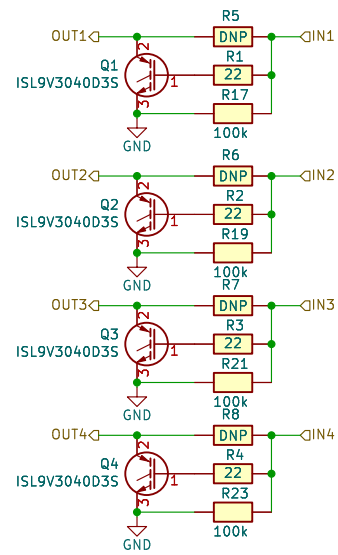 R5
OUT1 DNP IN1
2
Q1 R1
ISL9V3040D3S 22 1
3 R17
GND 100k
R6
OUT2 DNP IN2
2
Q2 R2
ISL9V3040D3S 22 1
3 R19
GND 100k
R7
OUT3 DNP IN3
2
Q3 R3
ISL9V3040D3S 22 1
3 R21
GND 100k
R8
OUT4 DNP IN4
2
Q4 R4
ISL9V3040D3S 22 1
3 R23
GND 100k